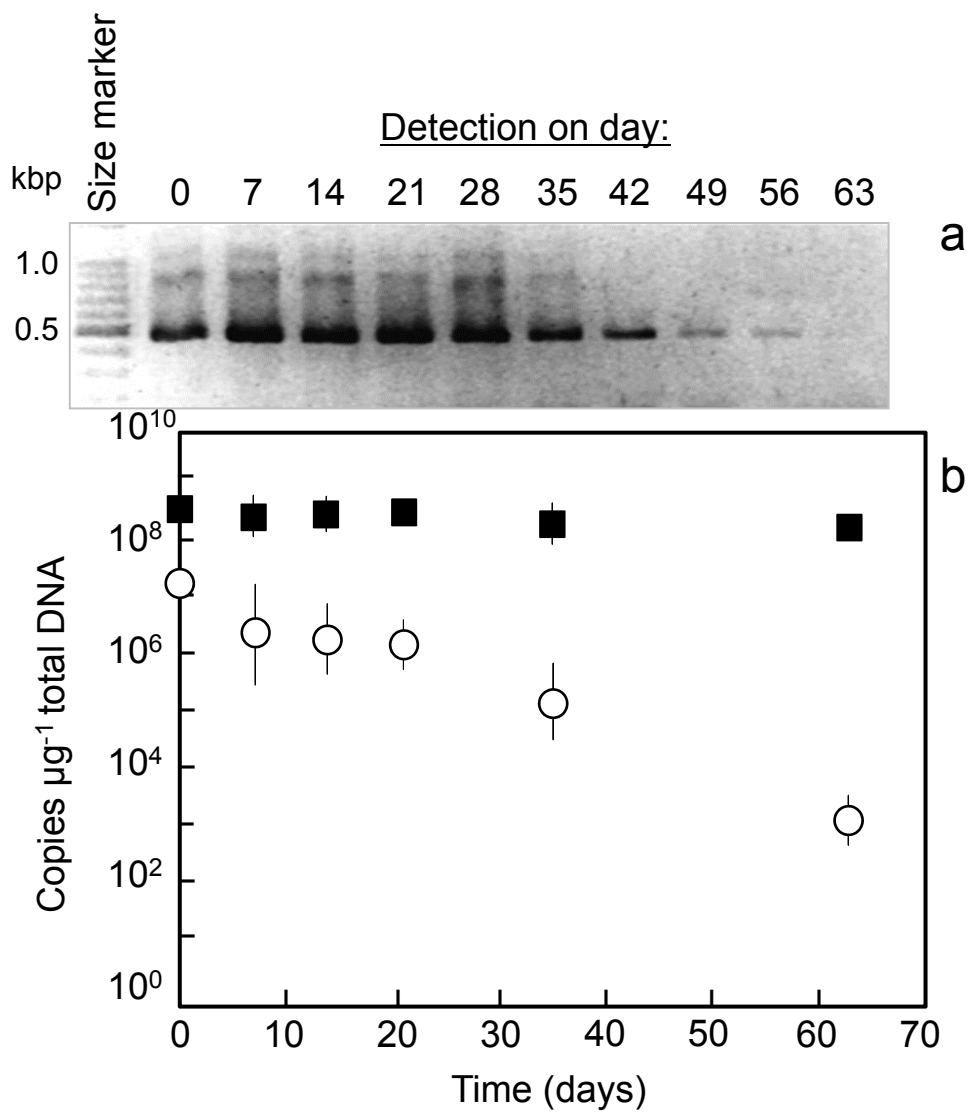 Size marker
Detection on day:
kbp
0 7 14 21 28 35 42 49 56 63
a
1.0
0.5
b
Copies µg⁻¹ total DNA
10¹⁰
10⁸
10⁶
10⁴
10²
10⁰
0 10 20 30 40 50 60 70
Time (days)